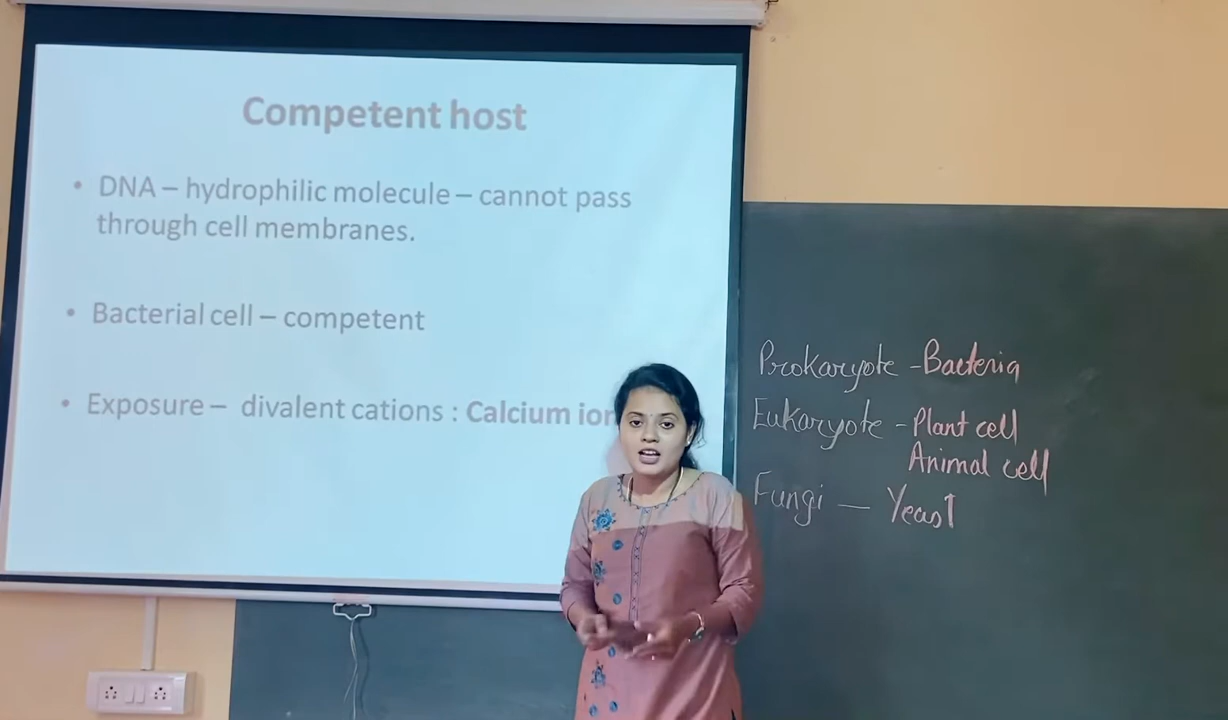 Competent host
• DNA – hydrophilic molecule – cannot pass
through cell membranes.
• Bacterial cell – competent
• Exposure – divalent cations : Calcium ion
Prokaryote - Bacteria
Eukaryote - Plant cell
Animal cell
Fungi — Yeast